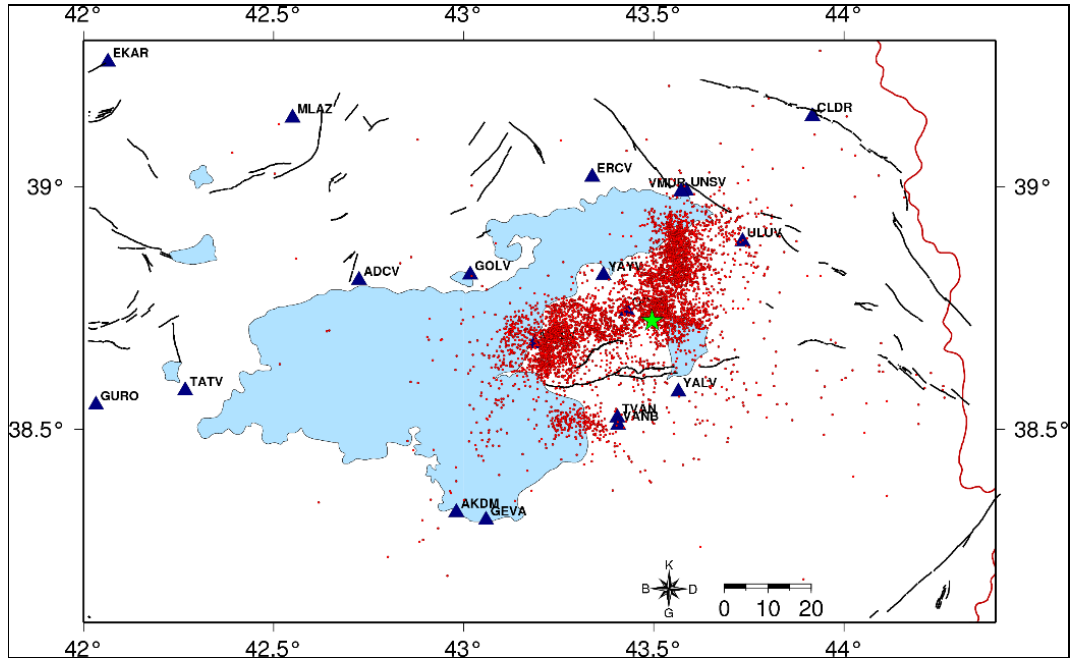 42° 42.5° 43° 43.5° 44°
EKAR
MLAZ
CLDR
ERCV
VMUR UNSV
39° 39°
ULUV
ADCV
GOLV
YAYV
TATV
GURO
YALV
TVAN
VANB
38.5° 38.5°
AKDM
GEVA
K
B D
G
0 10 20
42° 42.5° 43° 43.5° 44°